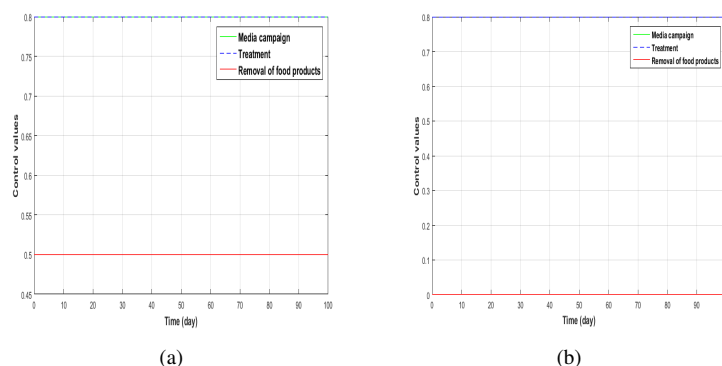 0.8
0.75
0.7
0.65
0.6
0.55
0.5
0.45
Control values
0 10 20 30 40 50 60 70 80 90 100
Time (day)
Media campaign
Treatment
Removal of food products
(a)
0.8
0.7
0.6
0.5
0.4
0.3
0.2
0.1
0
Control values
0 10 20 30 40 50 60 70 80 90
Time (day)
Media campaign
Treatment
Removal of food products
(b)